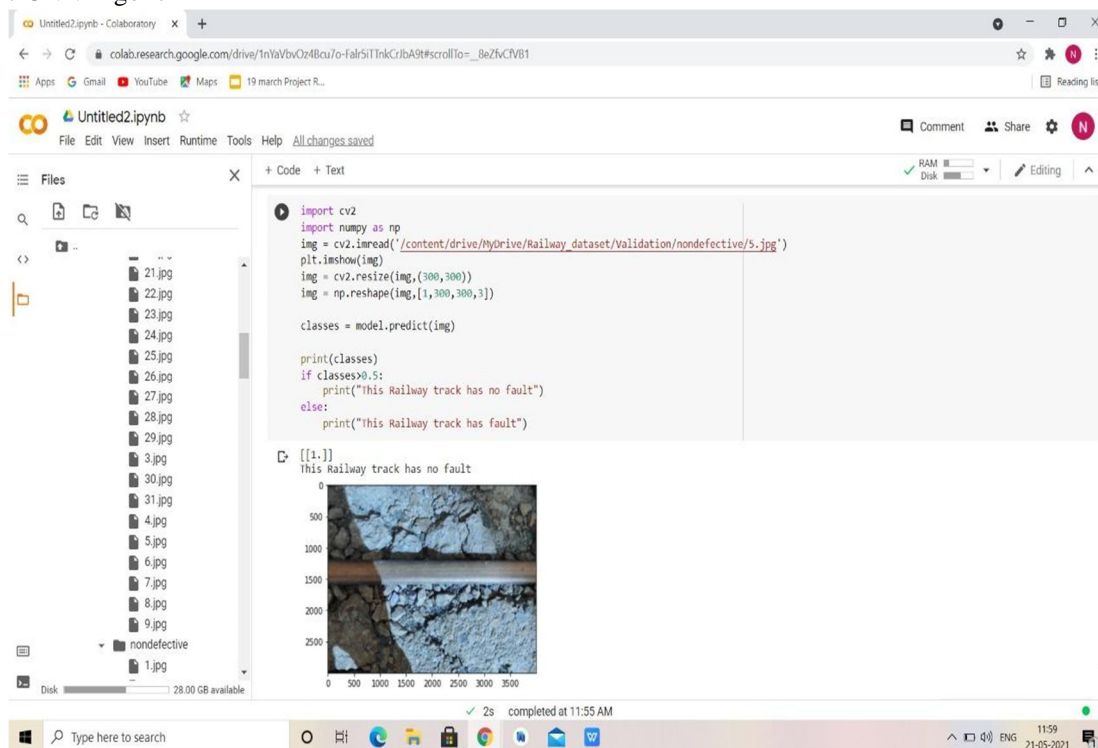 Untitled2.ipynb - Colaboratory
colab.research.google.com/drive/1nYaVbvOz4Bcu7o-FalrSiTTnkCrJbA9t#scrollTo=__8eZfvCfVB1
Apps Gmail YouTube Maps 19 march Project R... Reading lis
Untitled2.ipynb
Comment Share N
File Edit View Insert Runtime Tools Help All changes saved
Files
+ Code + Text
RAM
Disk
Editing
..
21.jpg
22.jpg
23.jpg
24.jpg
25.jpg
26.jpg
27.jpg
28.jpg
29.jpg
3.jpg
30.jpg
31.jpg
4.jpg
5.jpg
6.jpg
7.jpg
8.jpg
9.jpg
nondefective
1.jpg
Disk 28.00 GB available
import cv2
import numpy as np
img = cv2.imread('/content/drive/MyDrive/Railway_dataset/Validation/nondefective/5.jpg')
plt.imshow(img)
img = cv2.resize(img,(300,300))
img = np.reshape(img,[1,300,300,3])
classes = model.predict(img)
print(classes)
if classes>0.5:
print("This Railway track has no fault")
else:
print("This Railway track has fault")
[[1.]]
This Railway track has no fault
0
500
1000
1500
2000
2500
0 500 1000 1500 2000 2500 3000 3500
2s completed at 11:55 AM
Type here to search
ENG
11:59
21-05-2021